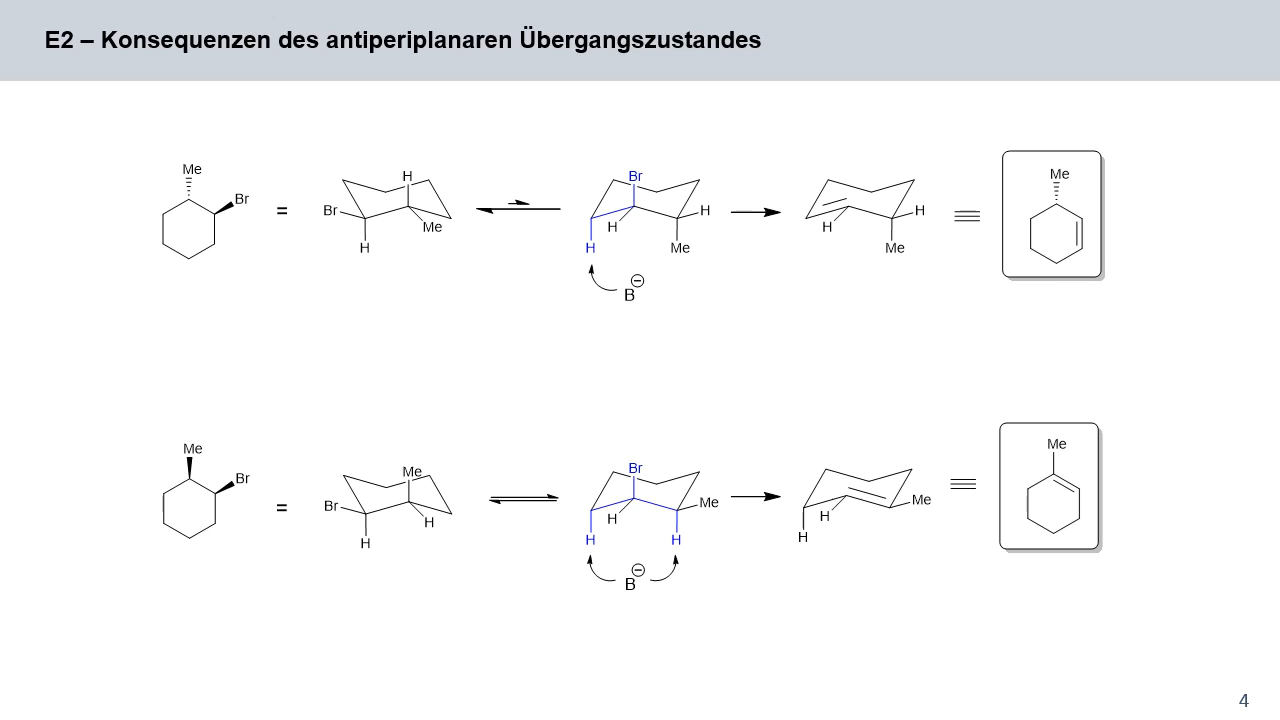 E2 – Konsequenzen des antiperiplanaren Übergangszustandes
Me
Br
=
H
Br
Me
H
Br
H
H
H
Me
B
⊖
H
H
Me
Me
Me
Br
=
Me
Br
H
H
Br
Me
H
H
H
B
⊖
Me
H
H
Me
4